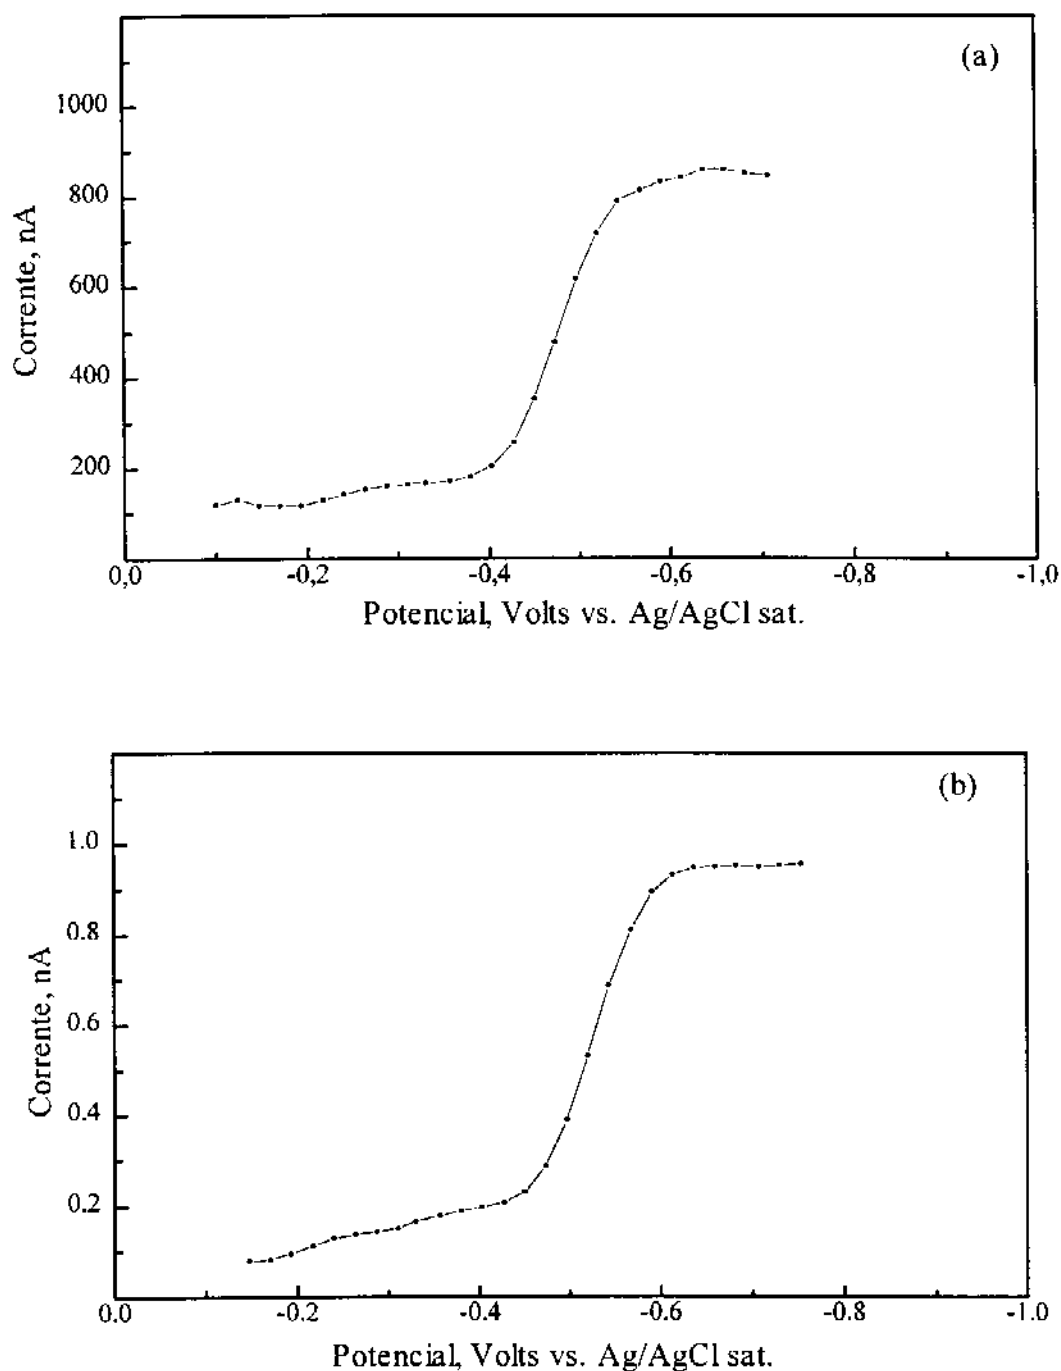 (a)
1000
800
600
400
200
Corrente, nA
0,0 -0,2 -0,4 -0,6 -0,8 -1,0
Potencial, Volts vs. Ag/AgCl sat.
(b)
1.0
0.8
0.6
0.4
0.2
Corrente, nA
0.0 -0.2 -0.4 -0.6 -0.8 -1.0
Potencial, Volts vs. Ag/AgCl sat.